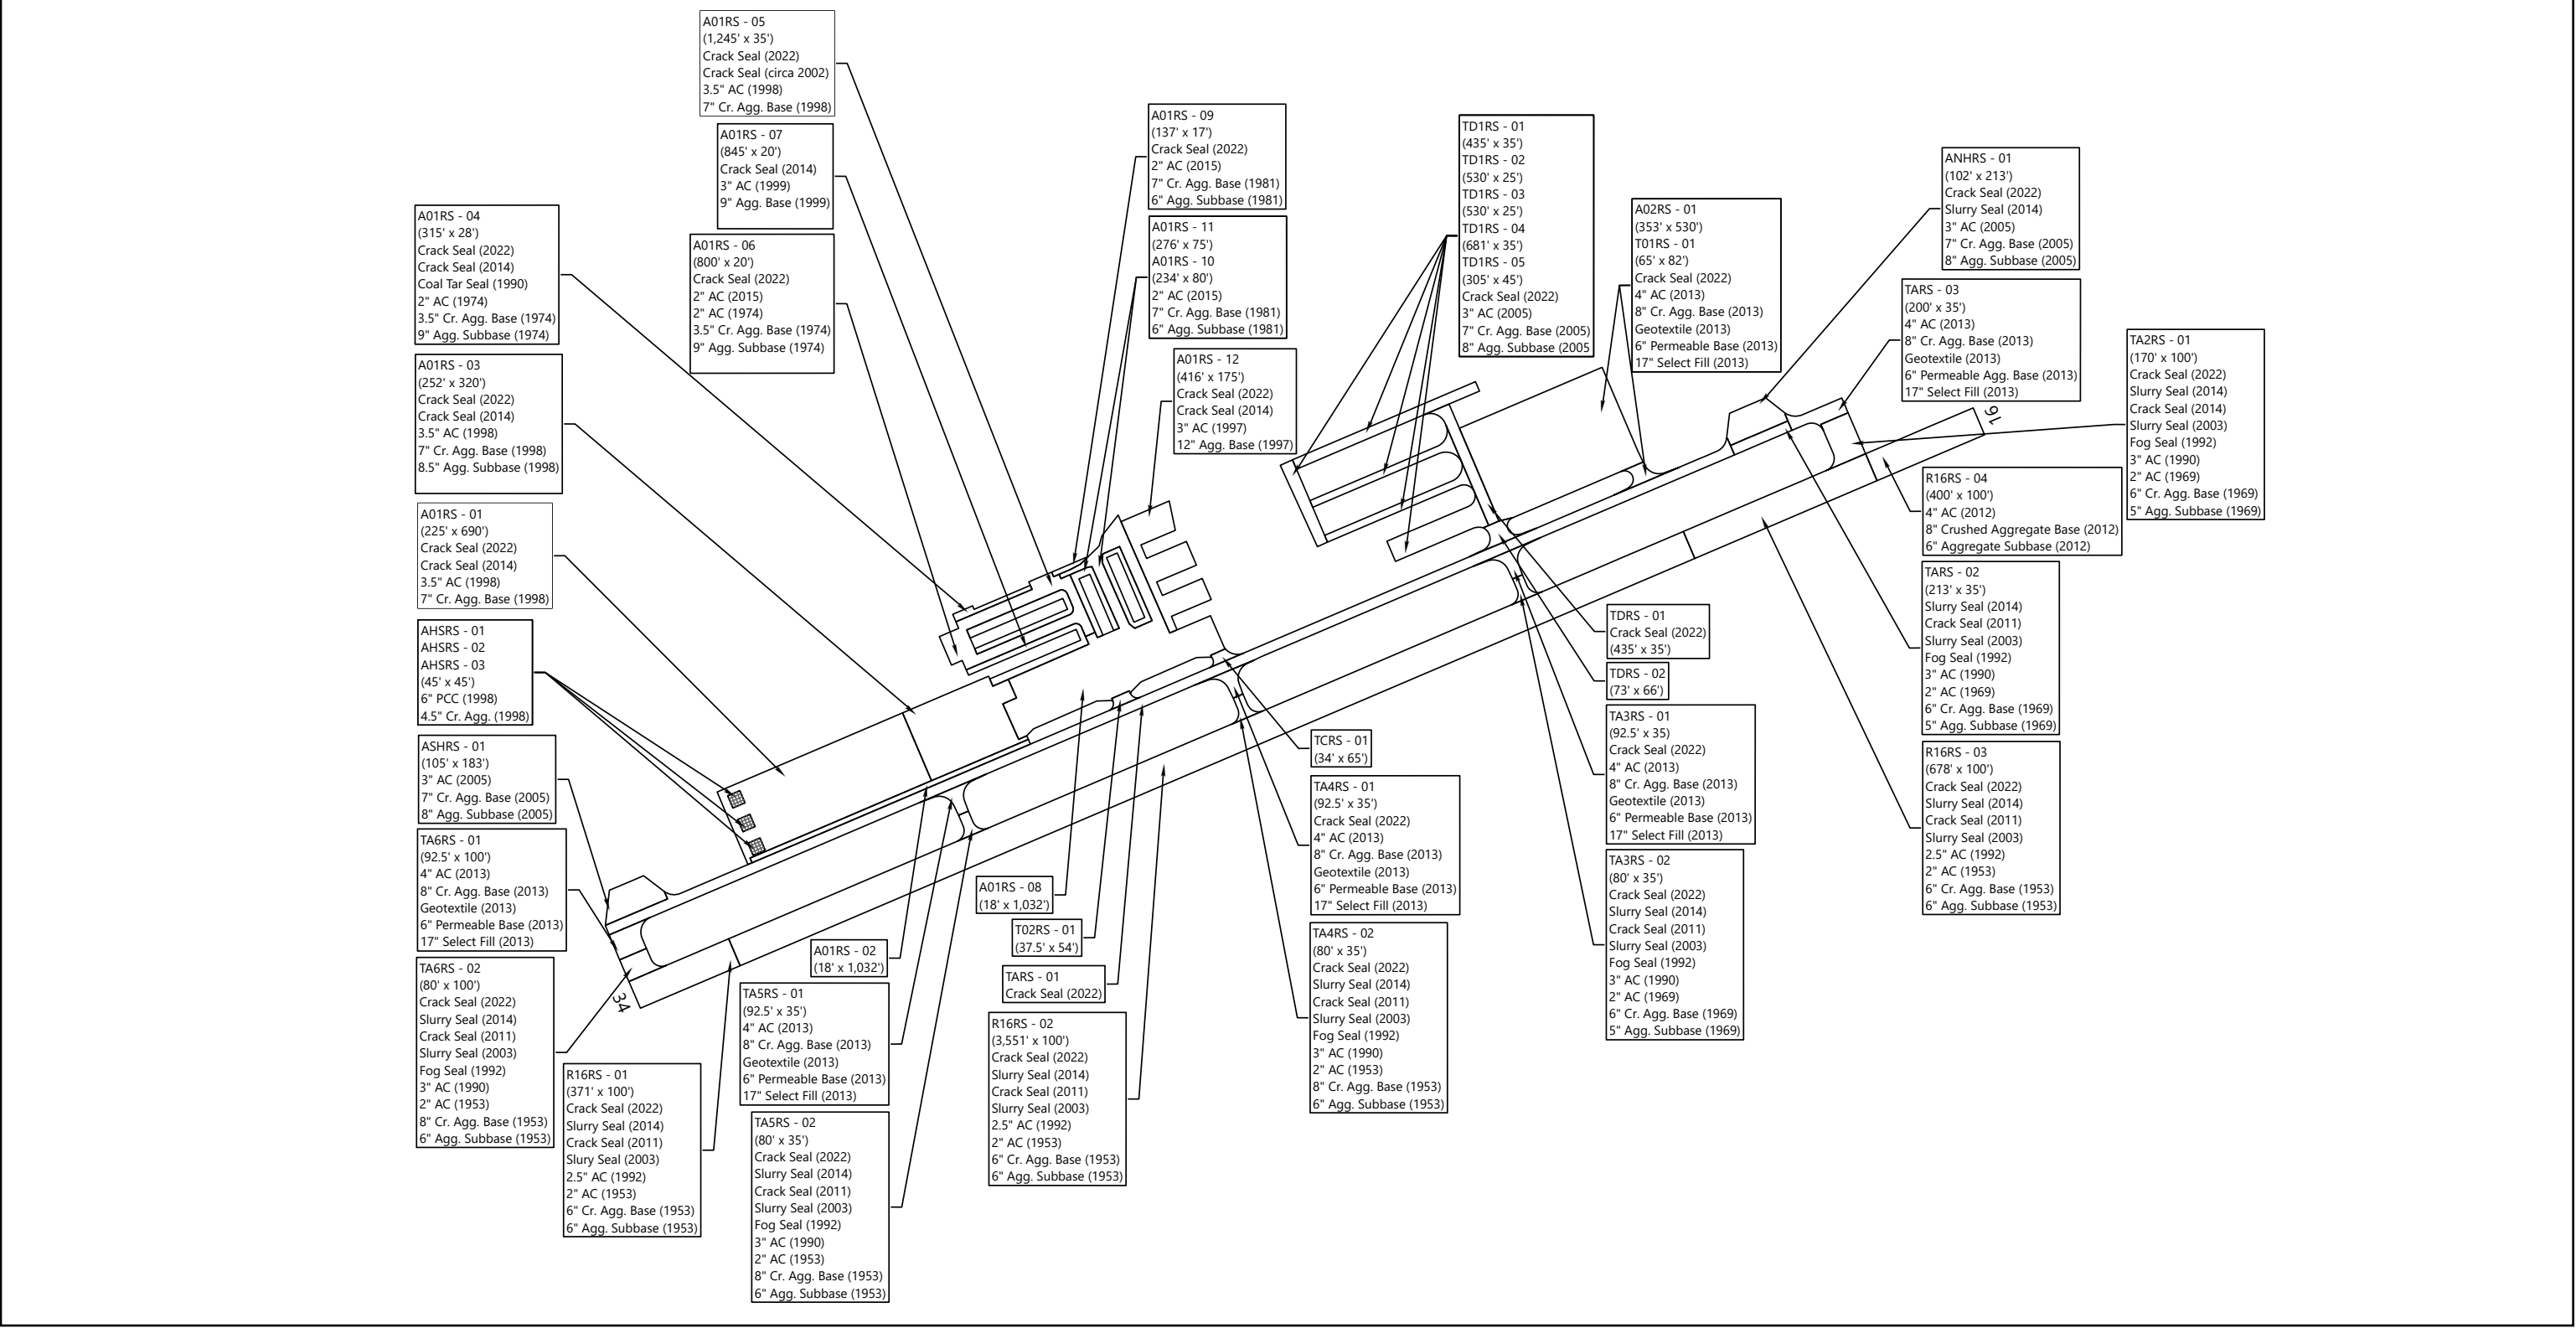 A01RS - 05
(1,245' x 35')
Crack Seal (2022)
Crack Seal (circa 2002)
3.5" AC (1998)
7" Cr. Agg. Base (1998)
A01RS - 07
(845' x 20')
Crack Seal (2014)
3" AC (1999)
9" Agg. Base (1999)
A01RS - 04
(315' x 28')
Crack Seal (2022)
Crack Seal (2014)
Coal Tar Seal (1990)
2" AC (1974)
3.5" Cr. Agg. Base (1974)
9" Agg. Subbase (1974)
A01RS - 06
(800' x 20')
Crack Seal (2022)
2" AC (2015)
2" AC (1974)
3.5" Cr. Agg. Base (1974)
9" Agg. Subbase (1974)
A01RS - 03
(252' x 320')
Crack Seal (2022)
Crack Seal (2014)
3.5" AC (1998)
7" Cr. Agg. Base (1998)
8.5" Agg. Subbase (1998)
A01RS - 01
(225' x 690')
Crack Seal (2022)
Crack Seal (2014)
3.5" AC (1998)
7" Cr. Agg. Base (1998)
AHSRS - 01
AHSRS - 02
AHSRS - 03
(45' x 45')
6" PCC (1998)
4.5" Cr. Agg. (1998)
ASHRS - 01
(105' x 183')
3" AC (2005)
7" Cr. Agg. Base (2005)
8" Agg. Subbase (2005)
TA6RS - 01
(92.5' x 100')
4" AC (2013)
8" Cr. Agg. Base (2013)
Geotextile (2013)
6" Permeable Base (2013)
17" Select Fill (2013)
TA6RS - 02
(80' x 100')
Crack Seal (2022)
Slurry Seal (2014)
Crack Seal (2011)
Slurry Seal (2003)
Fog Seal (1992)
3" AC (1990)
2" AC (1953)
8" Cr. Agg. Base (1953)
6" Agg. Subbase (1953)
34
R16RS - 01
(371' x 100')
Crack Seal (2022)
Slurry Seal (2014)
Crack Seal (2011)
Slury Seal (2003)
2.5" AC (1992)
2" AC (1953)
6" Cr. Agg. Base (1953)
6" Agg. Subbase (1953)
A01RS - 02
(18' x 1,032')
TA5RS - 01
(92.5' x 35')
4" AC (2013)
8" Cr. Agg. Base (2013)
Geotextile (2013)
6" Permeable Base (2013)
17" Select Fill (2013)
TA5RS - 02
(80' x 35')
Crack Seal (2022)
Slurry Seal (2014)
Crack Seal (2011)
Slurry Seal (2003)
Fog Seal (1992)
3" AC (1990)
2" AC (1953)
8" Cr. Agg. Base (1953)
6" Agg. Subbase (1953)
A01RS - 08
(18' x 1,032')
T02RS - 01
(37.5' x 54')
TARS - 01
Crack Seal (2022)
R16RS - 02
(3,551' x 100')
Crack Seal (2022)
Slurry Seal (2014)
Crack Seal (2011)
Slurry Seal (2003)
2.5" AC (1992)
2" AC (1953)
6" Cr. Agg. Base (1953)
6" Agg. Subbase (1953)
A01RS - 09
(137' x 17')
Crack Seal (2022)
2" AC (2015)
7" Cr. Agg. Base (1981)
6" Agg. Subbase (1981)
A01RS - 11
(276' x 75')
A01RS - 10
(234' x 80')
2" AC (2015)
7" Cr. Agg. Base (1981)
6" Agg. Subbase (1981)
A01RS - 12
(416' x 175')
Crack Seal (2022)
Crack Seal (2014)
3" AC (1997)
12" Agg. Base (1997)
TCRS - 01
(34' x 65')
TA4RS - 01
(92.5' x 35')
Crack Seal (2022)
4" AC (2013)
8" Cr. Agg. Base (2013)
Geotextile (2013)
6" Permeable Base (2013)
17" Select Fill (2013)
TA4RS - 02
(80' x 35')
Crack Seal (2022)
Slurry Seal (2014)
Crack Seal (2011)
Slurry Seal (2003)
Fog Seal (1992)
3" AC (1990)
2" AC (1953)
8" Cr. Agg. Base (1953)
6" Agg. Subbase (1953)
TD1RS - 01
(435' x 35')
TD1RS - 02
(530' x 25')
TD1RS - 03
(530' x 25')
TD1RS - 04
(681' x 35')
TD1RS - 05
(305' x 45')
Crack Seal (2022)
3" AC (2005)
7" Cr. Agg. Base (2005)
8" Agg. Subbase (2005
A02RS - 01
(353' x 530')
T01RS - 01
(65' x 82')
Crack Seal (2022)
4" AC (2013)
8" Cr. Agg. Base (2013)
Geotextile (2013)
6" Permeable Base (2013)
17" Select Fill (2013)
TDRS - 01
Crack Seal (2022)
(435' x 35')
TDRS - 02
(73' x 66')
TA3RS - 01
(92.5' x 35)
Crack Seal (2022)
4" AC (2013)
8" Cr. Agg. Base (2013)
Geotextile (2013)
6" Permeable Base (2013)
17" Select Fill (2013)
TA3RS - 02
(80' x 35')
Crack Seal (2022)
Slurry Seal (2014)
Crack Seal (2011)
Slurry Seal (2003)
Fog Seal (1992)
3" AC (1990)
2" AC (1969)
6" Cr. Agg. Base (1969)
5" Agg. Subbase (1969)
ANHRS - 01
(102' x 213')
Crack Seal (2022)
Slurry Seal (2014)
3" AC (2005)
7" Cr. Agg. Base (2005)
8" Agg. Subbase (2005)
TARS - 03
(200' x 35')
4" AC (2013)
8" Cr. Agg. Base (2013)
Geotextile (2013)
6" Permeable Agg. Base (2013)
17" Select Fill (2013)
16
TA2RS - 01
(170' x 100')
Crack Seal (2022)
Slurry Seal (2014)
Crack Seal (2014)
Slurry Seal (2003)
Fog Seal (1992)
3" AC (1990)
2" AC (1969)
6" Cr. Agg. Base (1969)
5" Agg. Subbase (1969)
R16RS - 04
(400' x 100')
4" AC (2012)
8" Crushed Aggregate Base (2012)
6" Aggregate Subbase (2012)
TARS - 02
(213' x 35')
Slurry Seal (2014)
Crack Seal (2011)
Slurry Seal (2003)
Fog Seal (1992)
3" AC (1990)
2" AC (1969)
6" Cr. Agg. Base (1969)
5" Agg. Subbase (1969)
R16RS - 03
(678' x 100')
Crack Seal (2022)
Slurry Seal (2014)
Crack Seal (2011)
Slurry Seal (2003)
2.5" AC (1992)
2" AC (1953)
6" Cr. Agg. Base (1953)
6" Agg. Subbase (1953)